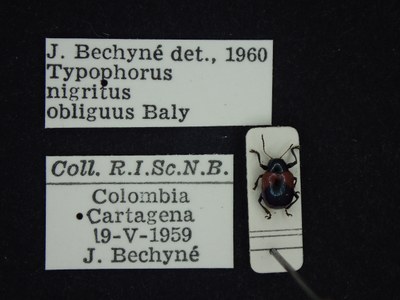 J. Bechyné det., 1960
Typophorus
nigritus
obliguus Baly
Coll. R.I.Sc.N.B.
Colombia
Cartagena
19-V-1959
J. Bechyné